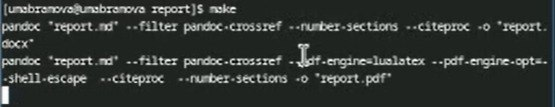 [umabramova@umabramova report]$ make
pandoc "report.md" --filter pandoc-crossref --number-sections --citeproc -o "report.
docx"
pandoc "report.md" --filter pandoc-crossref --pdf-engine=lualatex --pdf-engine-opt=-
-shell-escape --citeproc --number-sections -o "report.pdf"